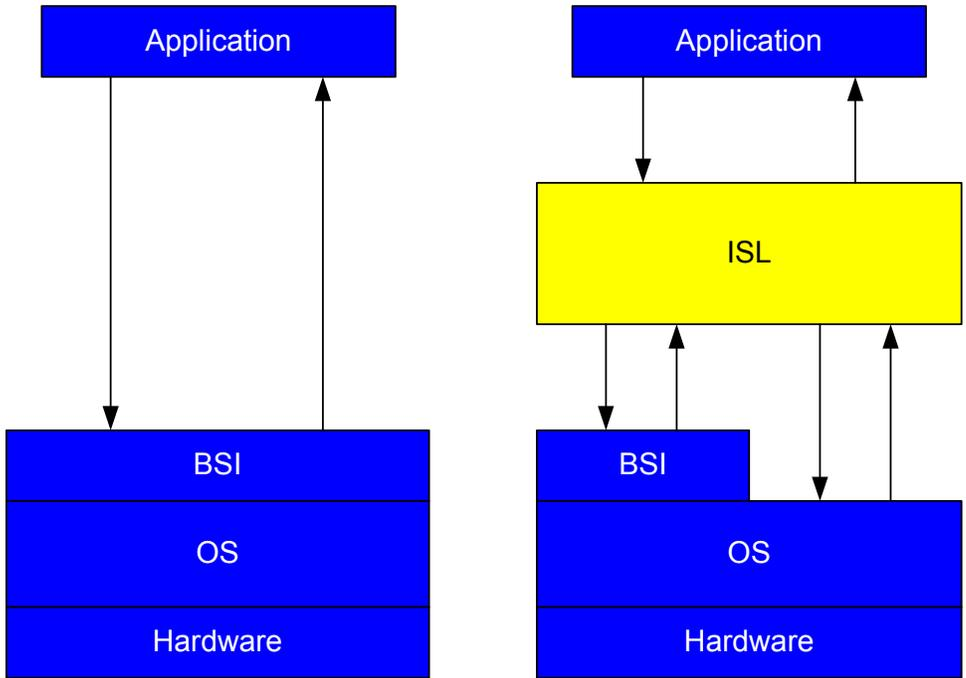 Application
BSI
OS
Hardware
Application
ISL
BSI
OS
Hardware